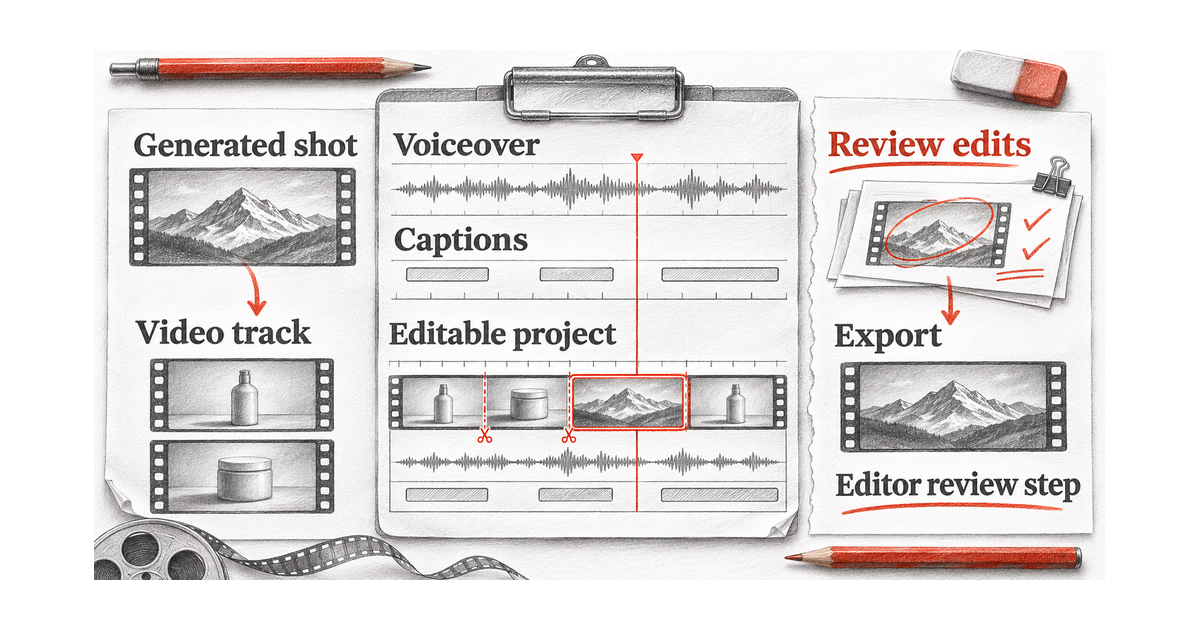 Generated shot
Video track
Voiceover
Captions
Editable project
Review edits
Export
Editor review step